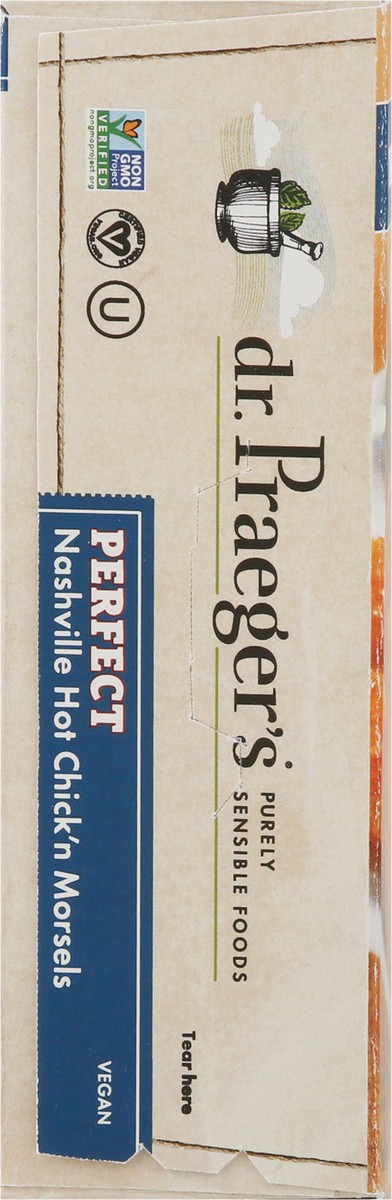 dr. Praeger's
PURELY
SENSIBLE FOODS
NON
GMO
Project
VERIFIED
nongmoproject.org
U
Tear here
PERFECT
Nashville Hot Chick'n Morsels
VEGAN